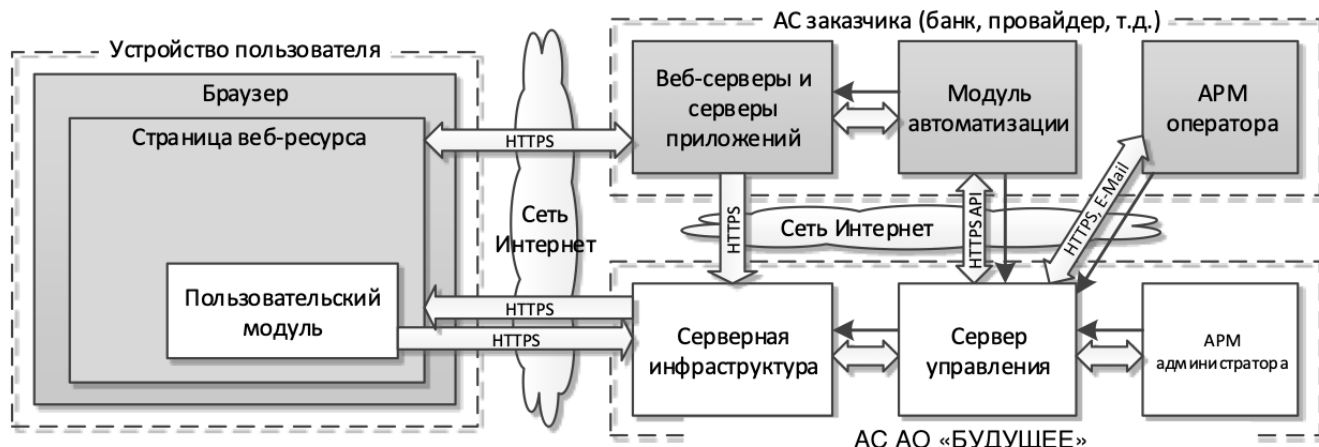 АС заказчика (банк, провайдер, т.д.)
Устройство пользователя
Браузер
Страница веб-ресурса
Веб-серверы и
серверы
приложений
Модуль
автоматизации
АРМ
оператора
HTTPS
Сеть
Интернет
HTTPS
Сеть Интернет
HTTPS API
HTTPS, E-Mail
Пользовательский
модуль
HTTPS
HTTPS
Серверная
инфраструктура
Сервер
управления
АРМ
администратора
АС АО «БУДУЩЕЕ»